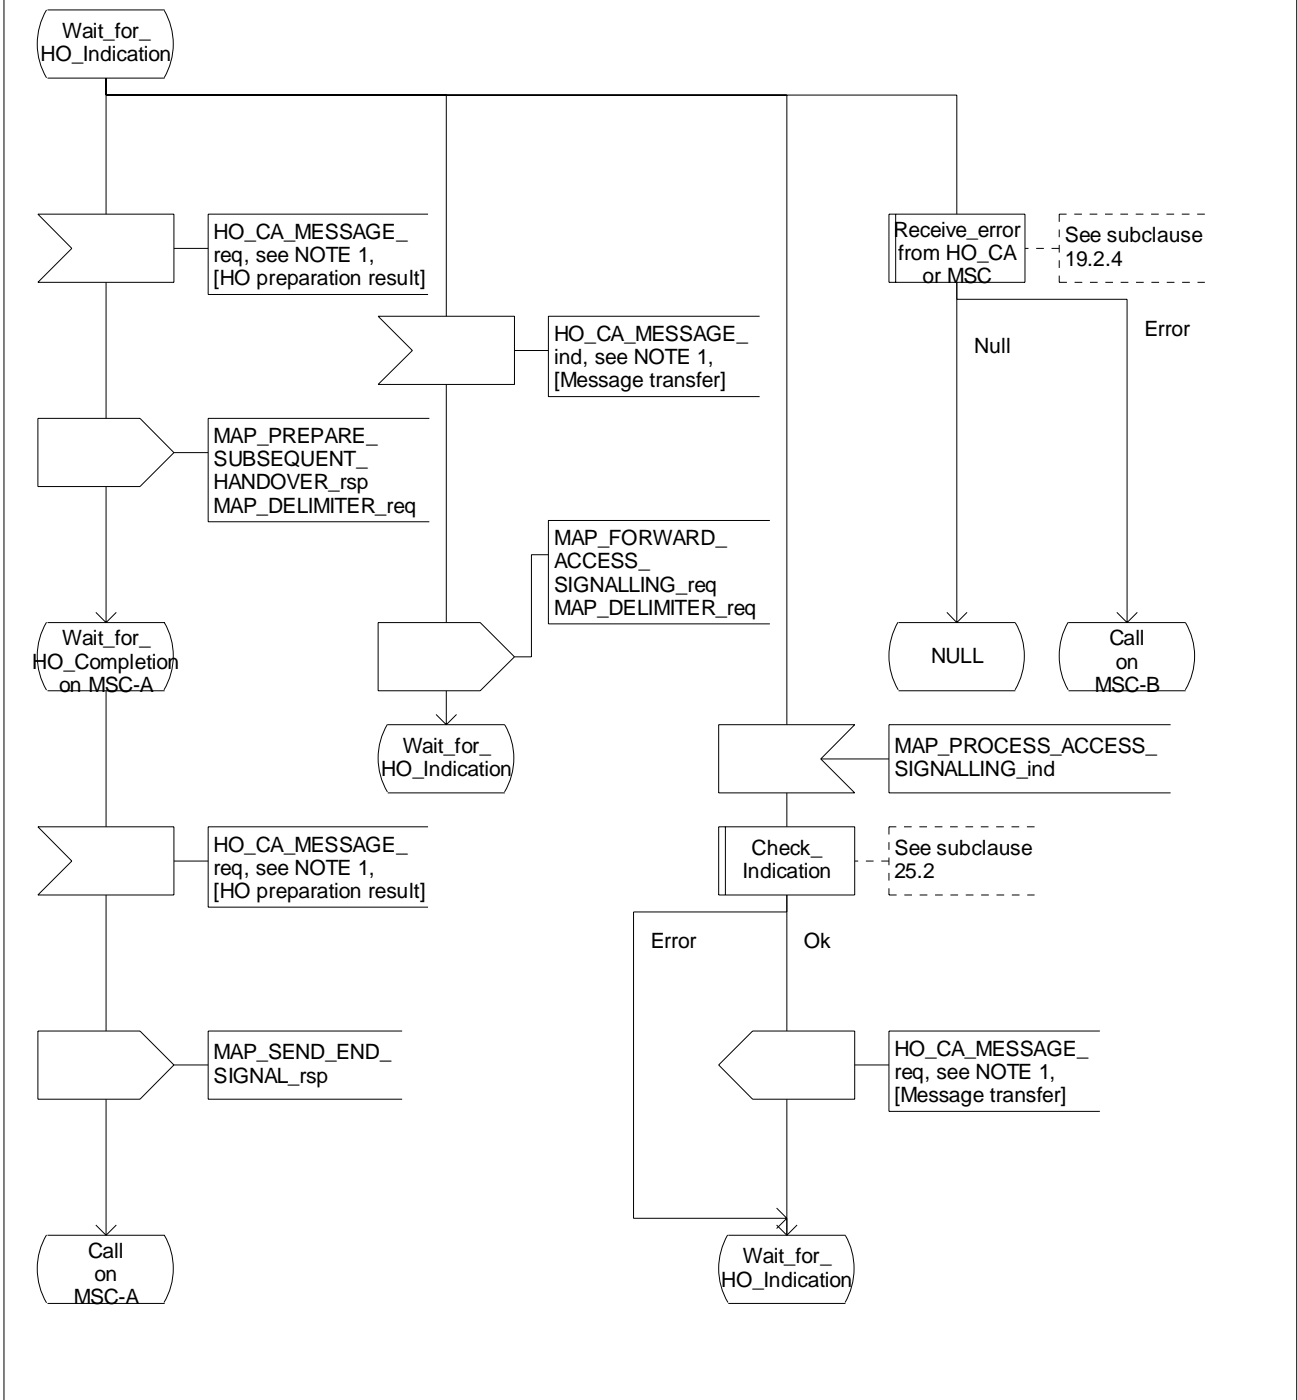 Wait_for_
HO_Indication
HO_CA_MESSAGE_
req, see NOTE 1,
[HO preparation result]
Receive_error
from HO_CA
or MSC
See subclause
19.2.4
HO_CA_MESSAGE_
ind, see NOTE 1,
[Message transfer]
Null
Error
MAP_PREPARE_
SUBSEQUENT_
HANDOVER_rsp
MAP_DELIMITER_req
MAP_FORWARD_
ACCESS_
SIGNALLING_req
MAP_DELIMITER_req
Wait_for_
HO_Completion
on MSC-A
NULL
Call
on
MSC-B
Wait_for_
HO_Indication
MAP_PROCESS_ACCESS_
SIGNALLING_ind
HO_CA_MESSAGE_
req, see NOTE 1,
[HO preparation result]
Check_
Indication
See subclause
25.2
Error
Ok
MAP_SEND_END_
SIGNAL_rsp
HO_CA_MESSAGE_
req, see NOTE 1,
[Message transfer]
Call
on
MSC-A
Wait_for_
HO_Indication